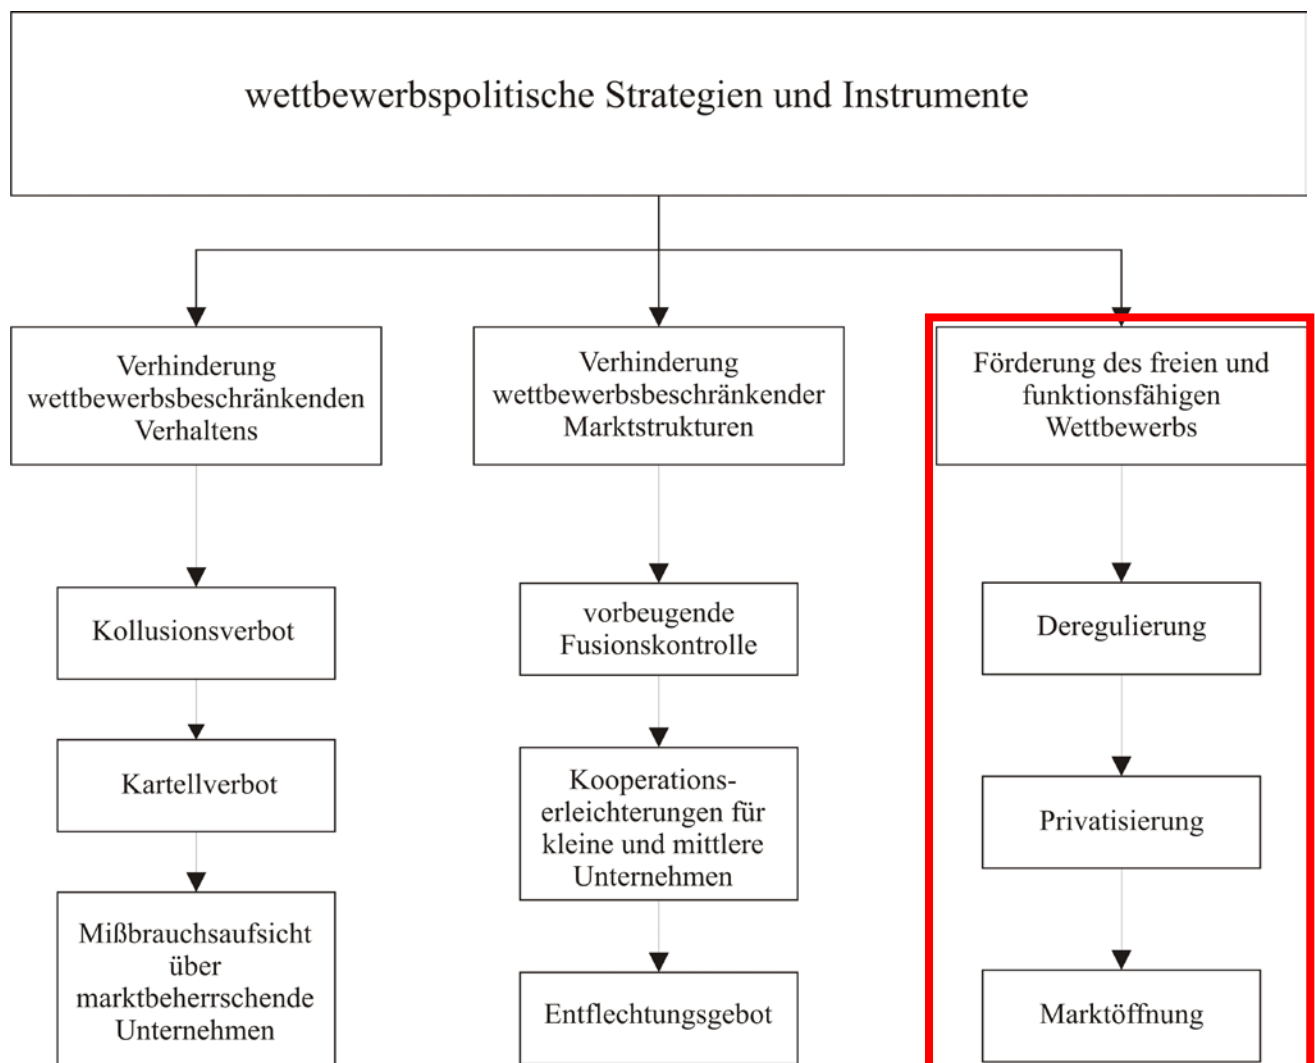 wettbewerbspolitische Strategien und Instrumente
Verhinderung
wettbewerbsbeschränkenden
Verhaltens
Kollusionsverbot
Kartellverbot
Mißbrauchsaufsicht
über
marktbeherrschende
Unternehmen
Verhinderung
wettbewerbsbeschränkender
Marktstrukturen
vorbeugende
Fusionskontrolle
Kooperations-
erleichterungen für
kleine und mittlere
Unternehmen
Entflechtungsgebot
Förderung des freien und
funktionsfähigen
Wettbewerbs
Deregulierung
Privatisierung
Marktöffnung